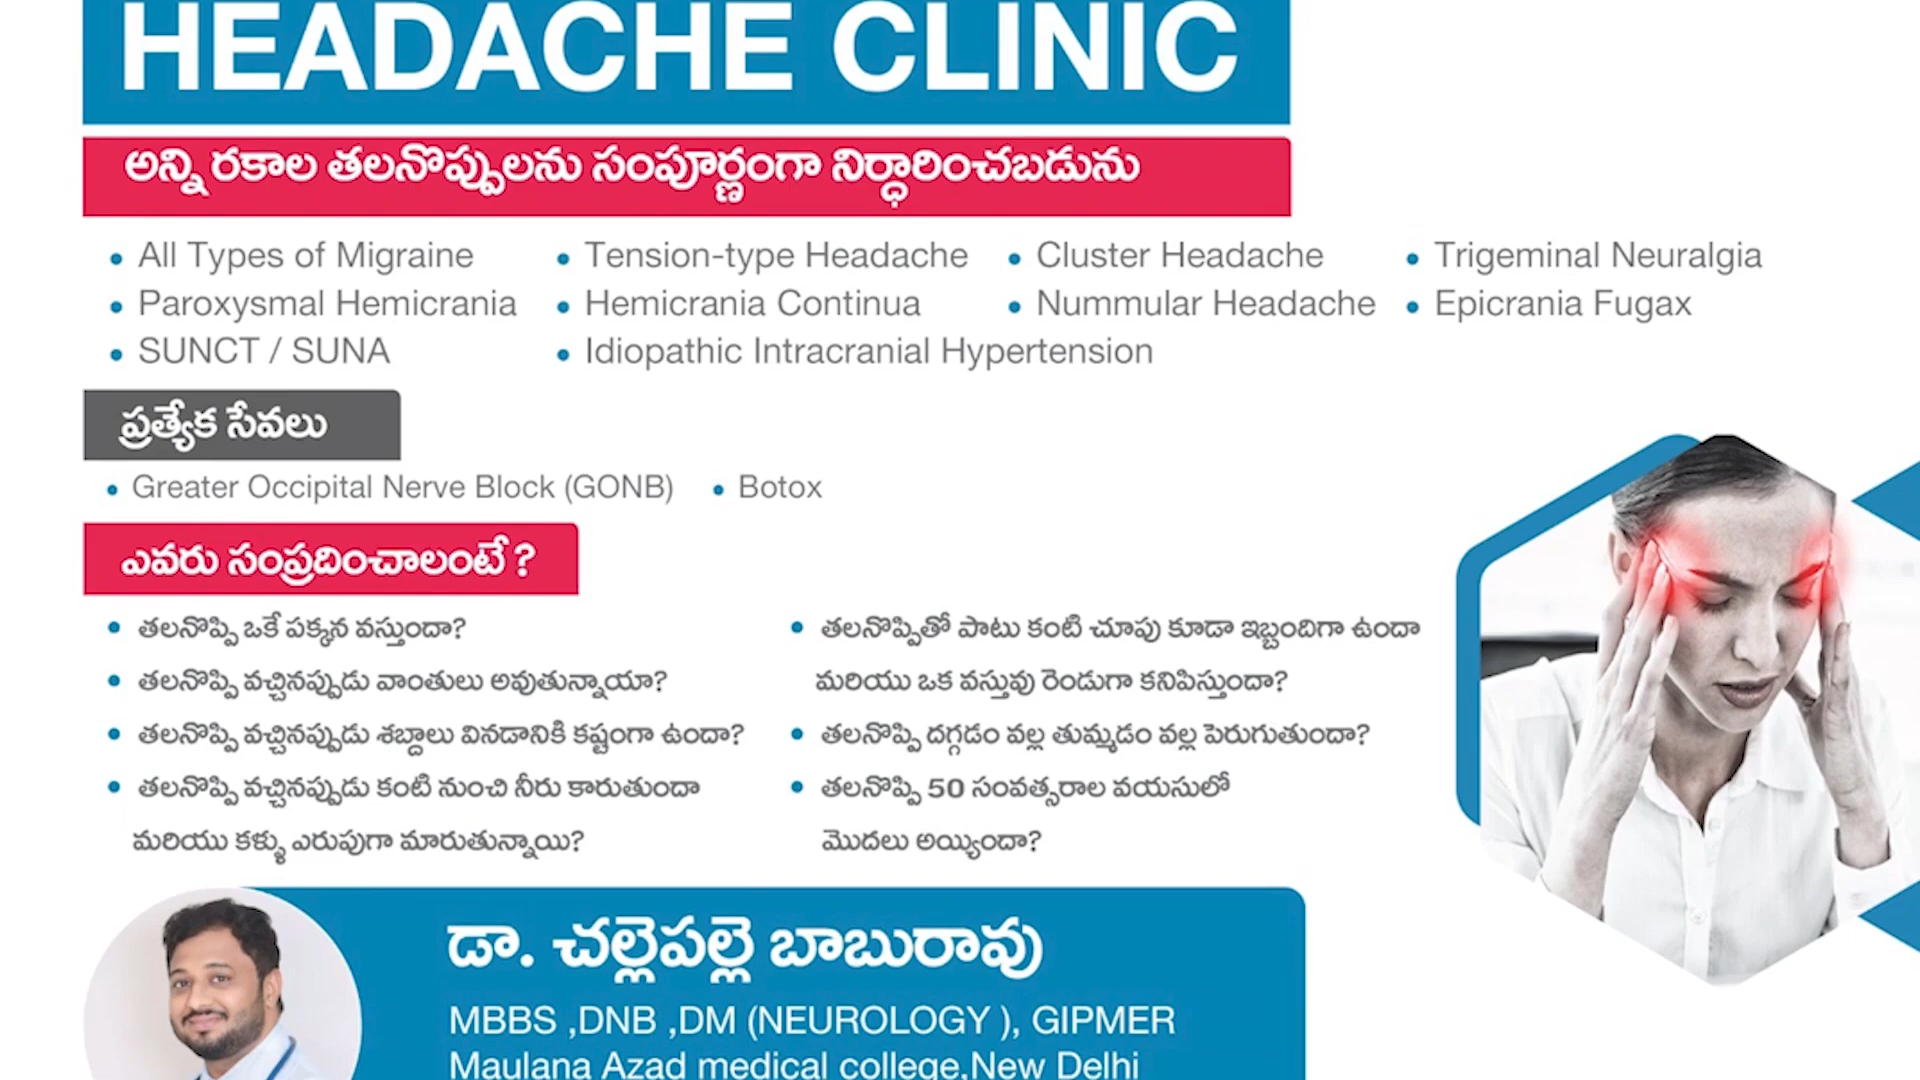 HEADACHE CLINIC
అన్ని రకాల తలనొప్పులను సంపూర్ణంగా నిర్ధారించబడును
• All Types of Migraine • Tension-type Headache • Cluster Headache • Trigeminal Neuralgia
• Paroxysmal Hemicrania • Hemicrania Continua • Nummular Headache • Epicrania Fugax
• SUNCT / SUNA • Idiopathic Intracranial Hypertension
ప్రత్యేక సేవలు
• Greater Occipital Nerve Block (GONB) • Botox
ఎవరు సంప్రదించాలంటే ?
• తలనొప్పి ఒకే పక్కన వస్తుందా?
• తలనొప్పి వచ్చినప్పుడు వాంతులు అవుతున్నాయా?
• తలనొప్పి వచ్చినప్పుడు శబ్దాలు వినడానికి కష్టంగా ఉందా?
• తలనొప్పి వచ్చినప్పుడు కంటి నుంచి నీరు కారుతుందా
మరియు కళ్ళు ఎరుపుగా మారుతున్నాయి?
• తలనొప్పితో పాటు కంటి చూపు కూడా ఇబ్బందిగా ఉందా
మరియు ఒక వస్తువు రెండుగా కనిపిస్తుందా?
• తలనొప్పి దగ్గడం వల్ల తుమ్మడం వల్ల పెరుగుతుందా?
• తలనొప్పి 50 సంవత్సరాల వయసులో
మొదలు అయ్యిందా?
డా. చల్లెపల్లె బాబురావు
MBBS ,DNB ,DM (NEUROLOGY ), GIPMER
Maulana Azad medical college,New Delhi